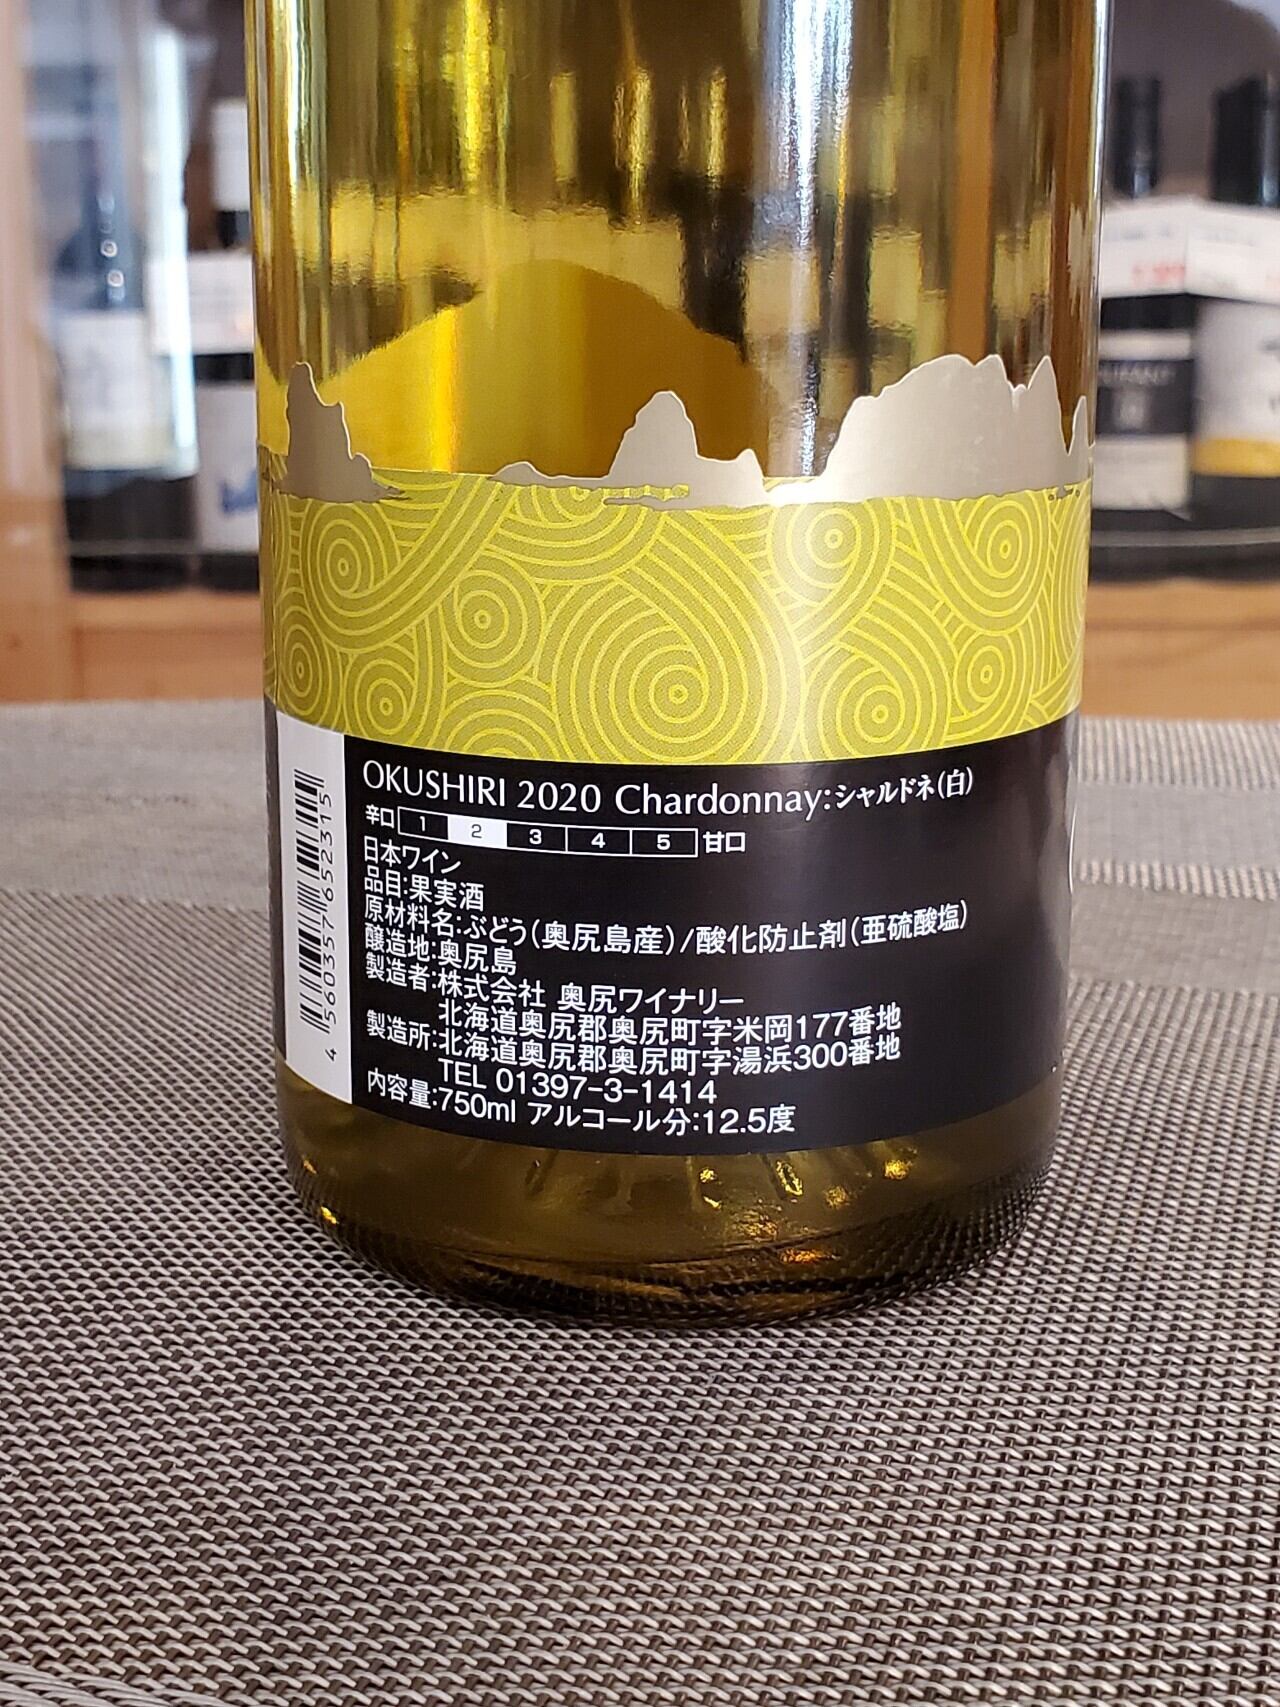 OKUSHIRI 2020 Chardonnay:シャルドネ(白)
辛口 1 2 3 4 5 甘口
日本ワイン
品目:果実酒
原材料名:ぶどう(奥尻島産)/酸化防止剤(亜硫酸塩)
醸造地:奥尻島
製造者:株式会社 奥尻ワイナリー
北海道奥尻郡奥尻町字米岡177番地
製造所:北海道奥尻郡奥尻町字湯浜300番地
TEL 01397-3-1414
内容量:750ml アルコール分:12.5度
4 560357 652315